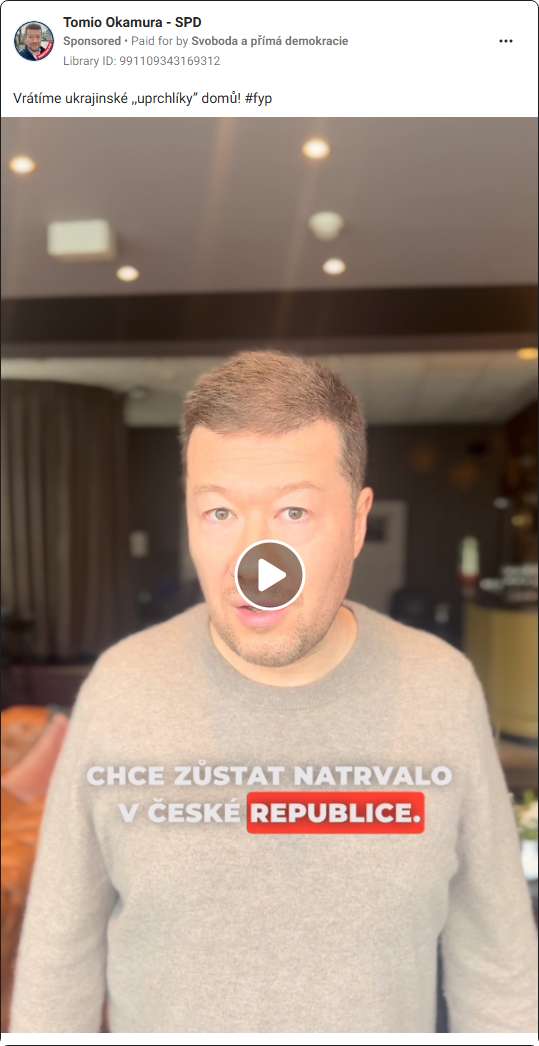 Tomio Okamura - SPD
Sponsored • Paid for by Svoboda a přímá demokracie
Library ID: 991109343169312
Vrátíme ukrajinské „uprchlíky” domů! #fyp
CHCE ZŮSTAT NATRVALO
V ČESKÉ REPUBLICE.